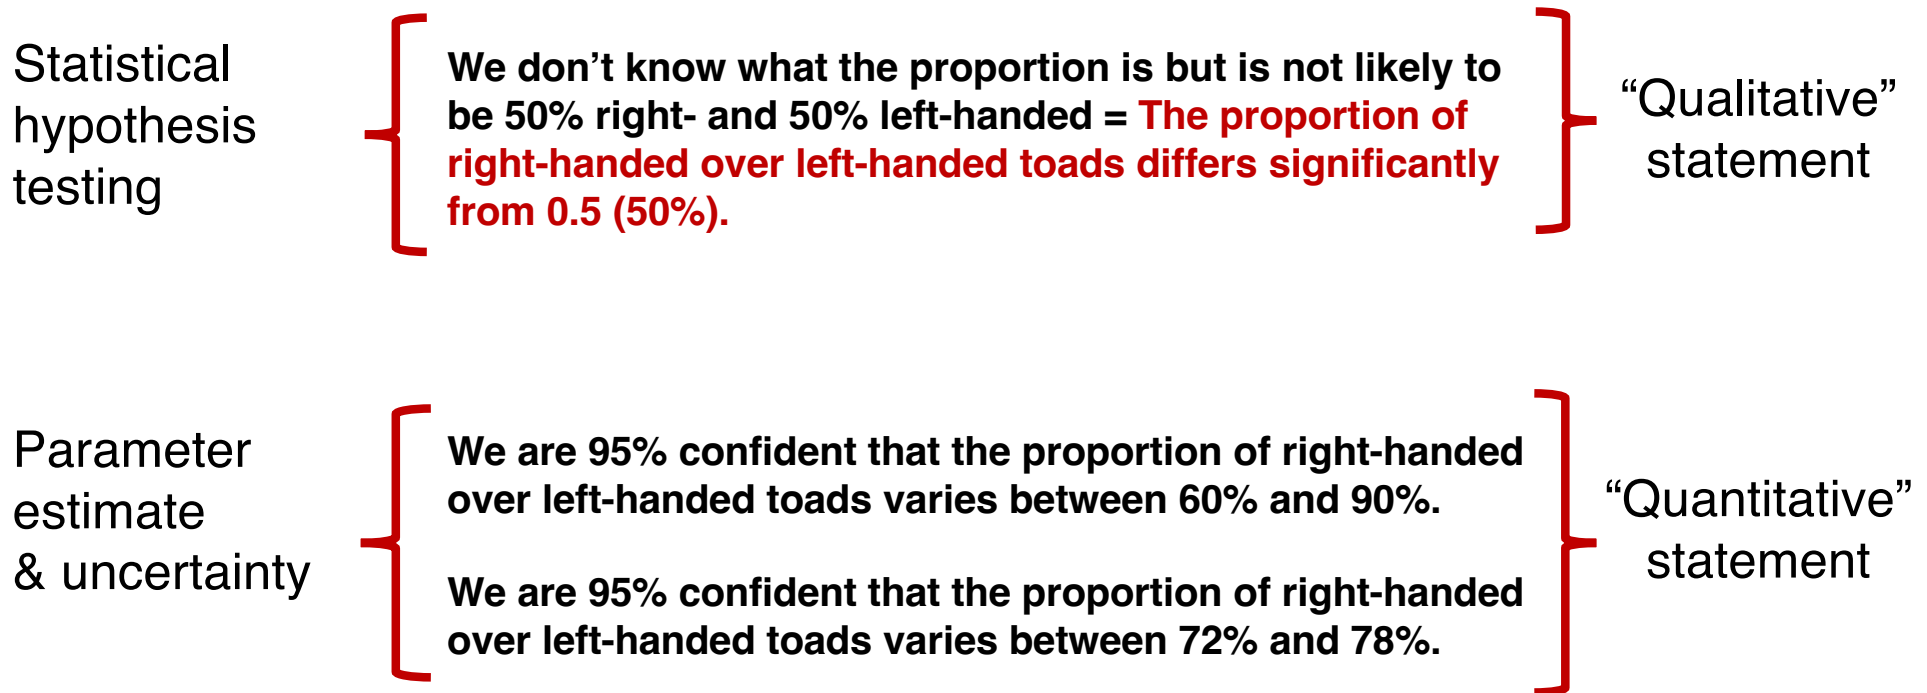 Statistical
hypothesis
testing
We don’t know what the proportion is but is not likely to
be 50% right- and 50% left-handed = The proportion of
right-handed over left-handed toads differs significantly
from 0.5 (50%).
“Qualitative”
statement
Parameter
estimate
& uncertainty
We are 95% confident that the proportion of right-handed
over left-handed toads varies between 60% and 90%.
We are 95% confident that the proportion of right-handed
over left-handed toads varies between 72% and 78%.
“Quantitative”
statement